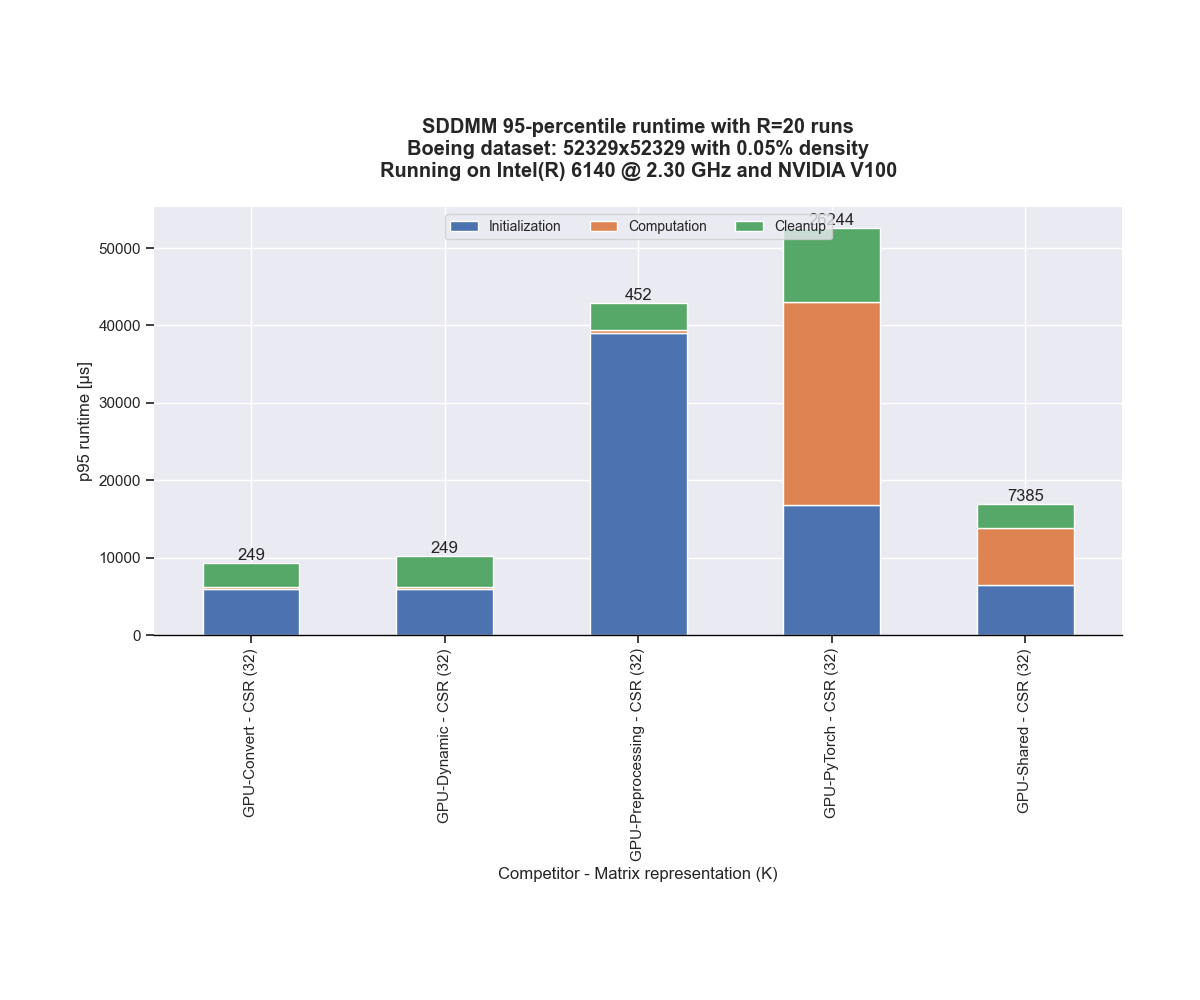 SDDMM 95-percentile runtime with R=20 runs
Boeing dataset: 52329x52329 with 0.05% density
Running on Intel(R) 6140 @ 2.30 GHz and NVIDIA V100
Initialization Computation Cleanup
26244
452
7385
249
249
p95 runtime [µs]
50000
40000
30000
20000
10000
0
GPU-Convert - CSR (32)
GPU-Dynamic - CSR (32)
GPU-Preprocessing - CSR (32)
GPU-PyTorch - CSR (32)
GPU-Shared - CSR (32)
Competitor - Matrix representation (K)